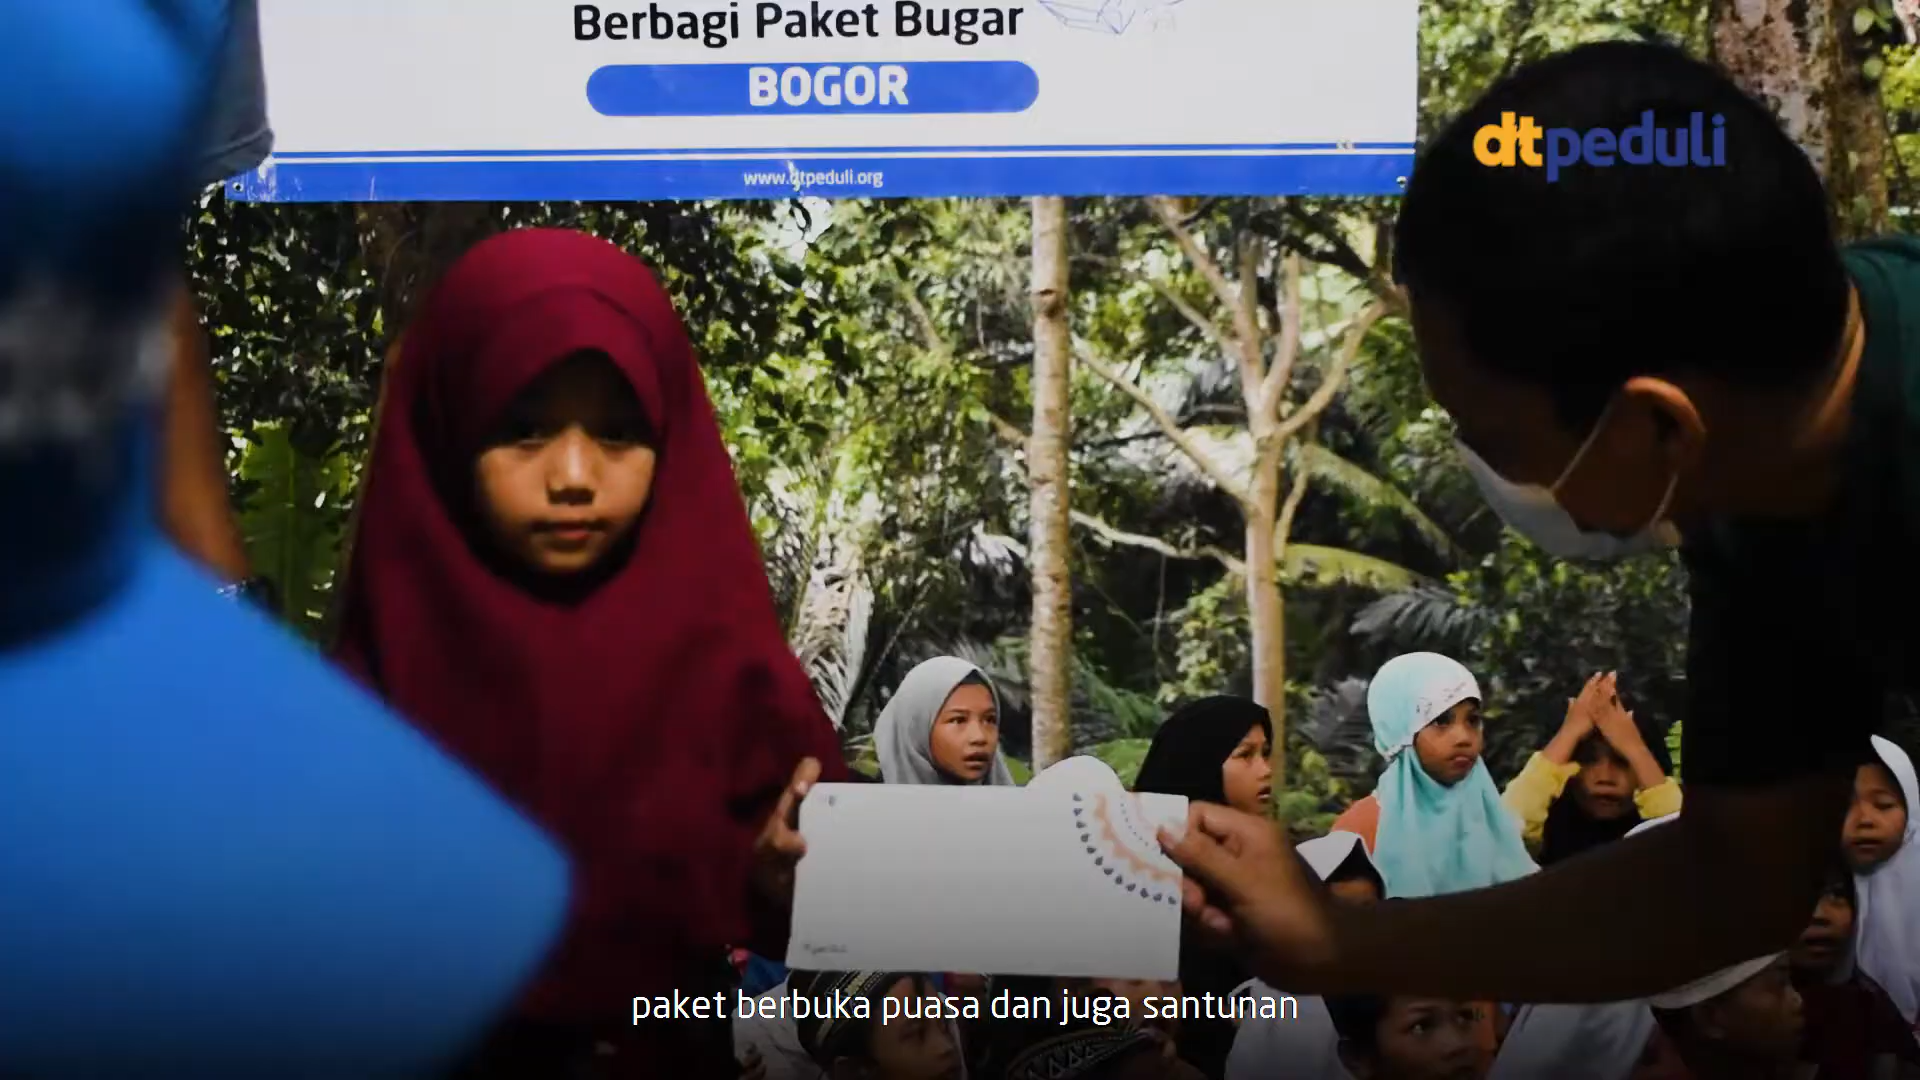 Berbagi Paket Bugar
BOGOR
dtpeduli
www.dtpeduli.org
paket berbuka puasa dan juga santunan